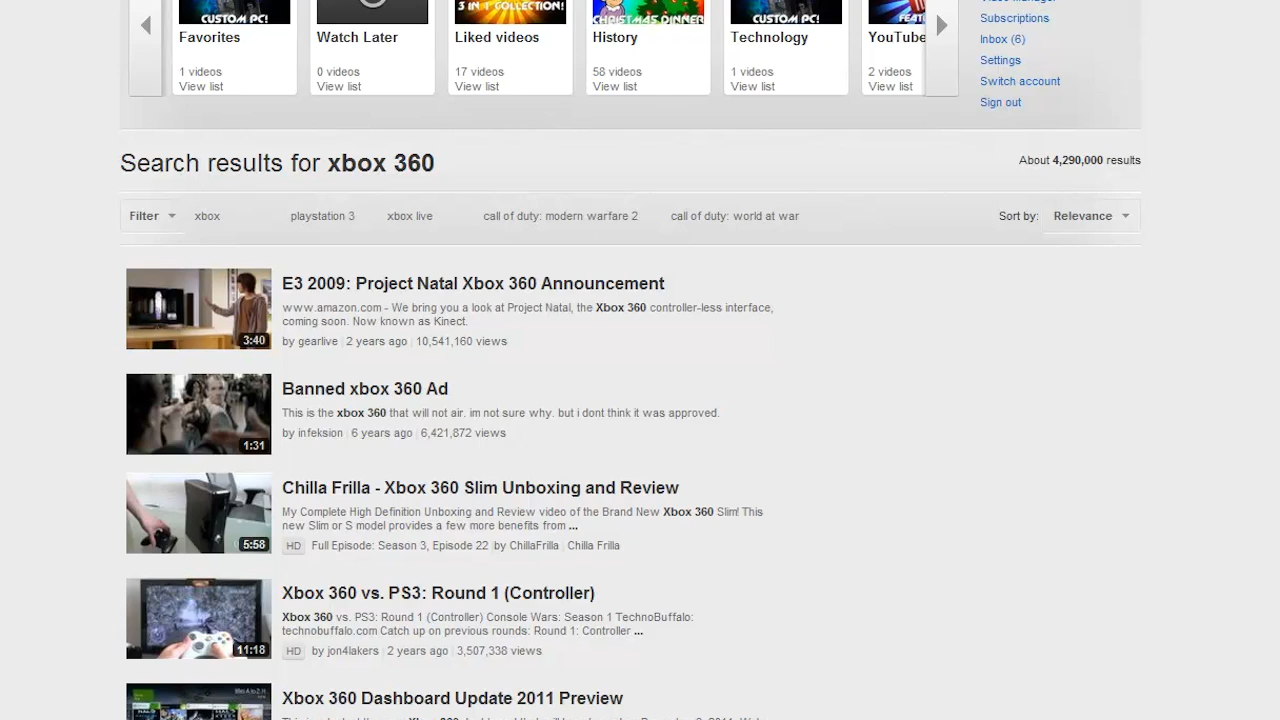 CUSTOM PC!
3 IN 1 COLLECTION!
CHRISTMAS DINNER
CUSTOM PC!
Favorites
Watch Later
Liked videos
History
Technology
YouTube
1 videos
0 videos
17 videos
58 videos
1 videos
2 videos
View list
View list
View list
View list
View list
View list
Subscriptions
Inbox (6)
Settings
Switch account
Sign out
Search results for xbox 360
About 4,290,000 results
Filter xbox playstation 3 xbox live call of duty: modern warfare 2 call of duty: world at war Sort by: Relevance
E3 2009: Project Natal Xbox 360 Announcement
www.amazon.com - We bring you a look at Project Natal, the Xbox 360 controller-less interface,
coming soon. Now known as Kinect.
by gearlive 2 years ago 10,541,160 views
3:40
Banned xbox 360 Ad
This is the xbox 360 that will not air. im not sure why. but i dont think it was approved.
by infeksion 6 years ago 6,421,872 views
1:31
Chilla Frilla - Xbox 360 Slim Unboxing and Review
My Complete High Definition Unboxing and Review video of the Brand New Xbox 360 Slim! This
new Slim or S model provides a few more benefits from ...
HD Full Episode: Season 3, Episode 22 by ChillaFrilla Chilla Frilla
5:58
Xbox 360 vs. PS3: Round 1 (Controller)
Xbox 360 vs. PS3: Round 1 (Controller) Console Wars: Season 1 TechnoBuffalo:
technobuffalo.com Catch up on previous rounds: Round 1: Controller ...
HD by jon4lakers 2 years ago 3,507,338 views
11:18
Xbox 360 Dashboard Update 2011 Preview